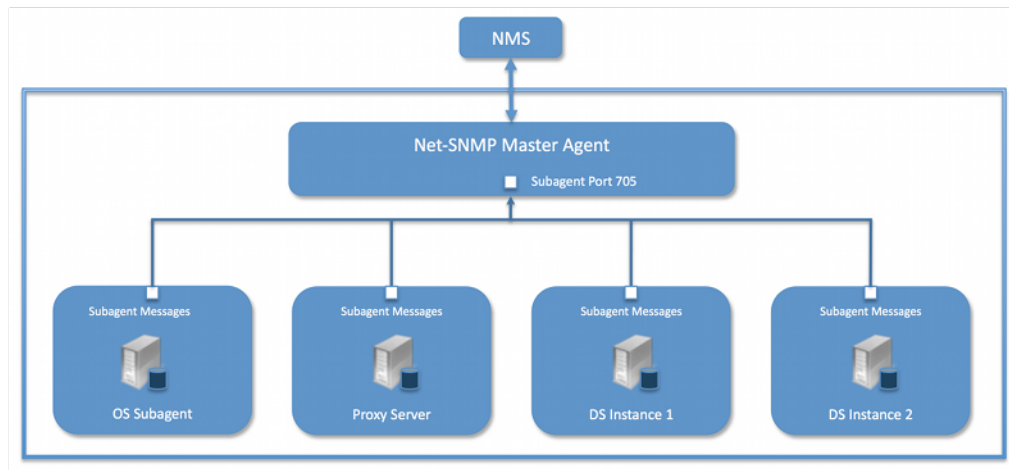 NMS
Net-SNMP Master Agent
Subagent Port 705
Subagent Messages
Subagent Messages
Subagent Messages
Subagent Messages
OS Subagent
Proxy Server
DS Instance 1
DS Instance 2